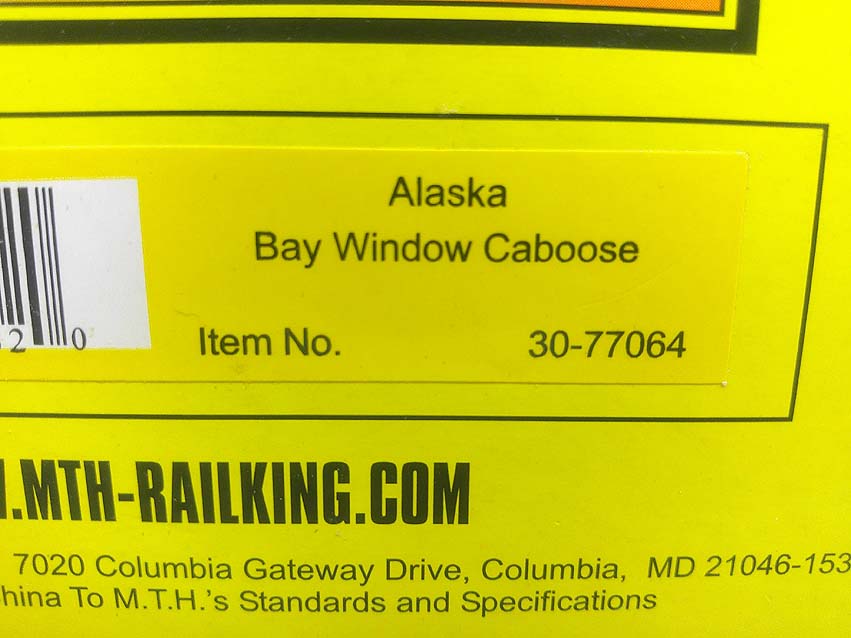 Alaska
Bay Window Caboose
2 0
Item No. 30-77064
.MTH-RAILKING.COM
7020 Columbia Gateway Drive, Columbia, MD 21046-153
hina To M.T.H.'s Standards and Specifications